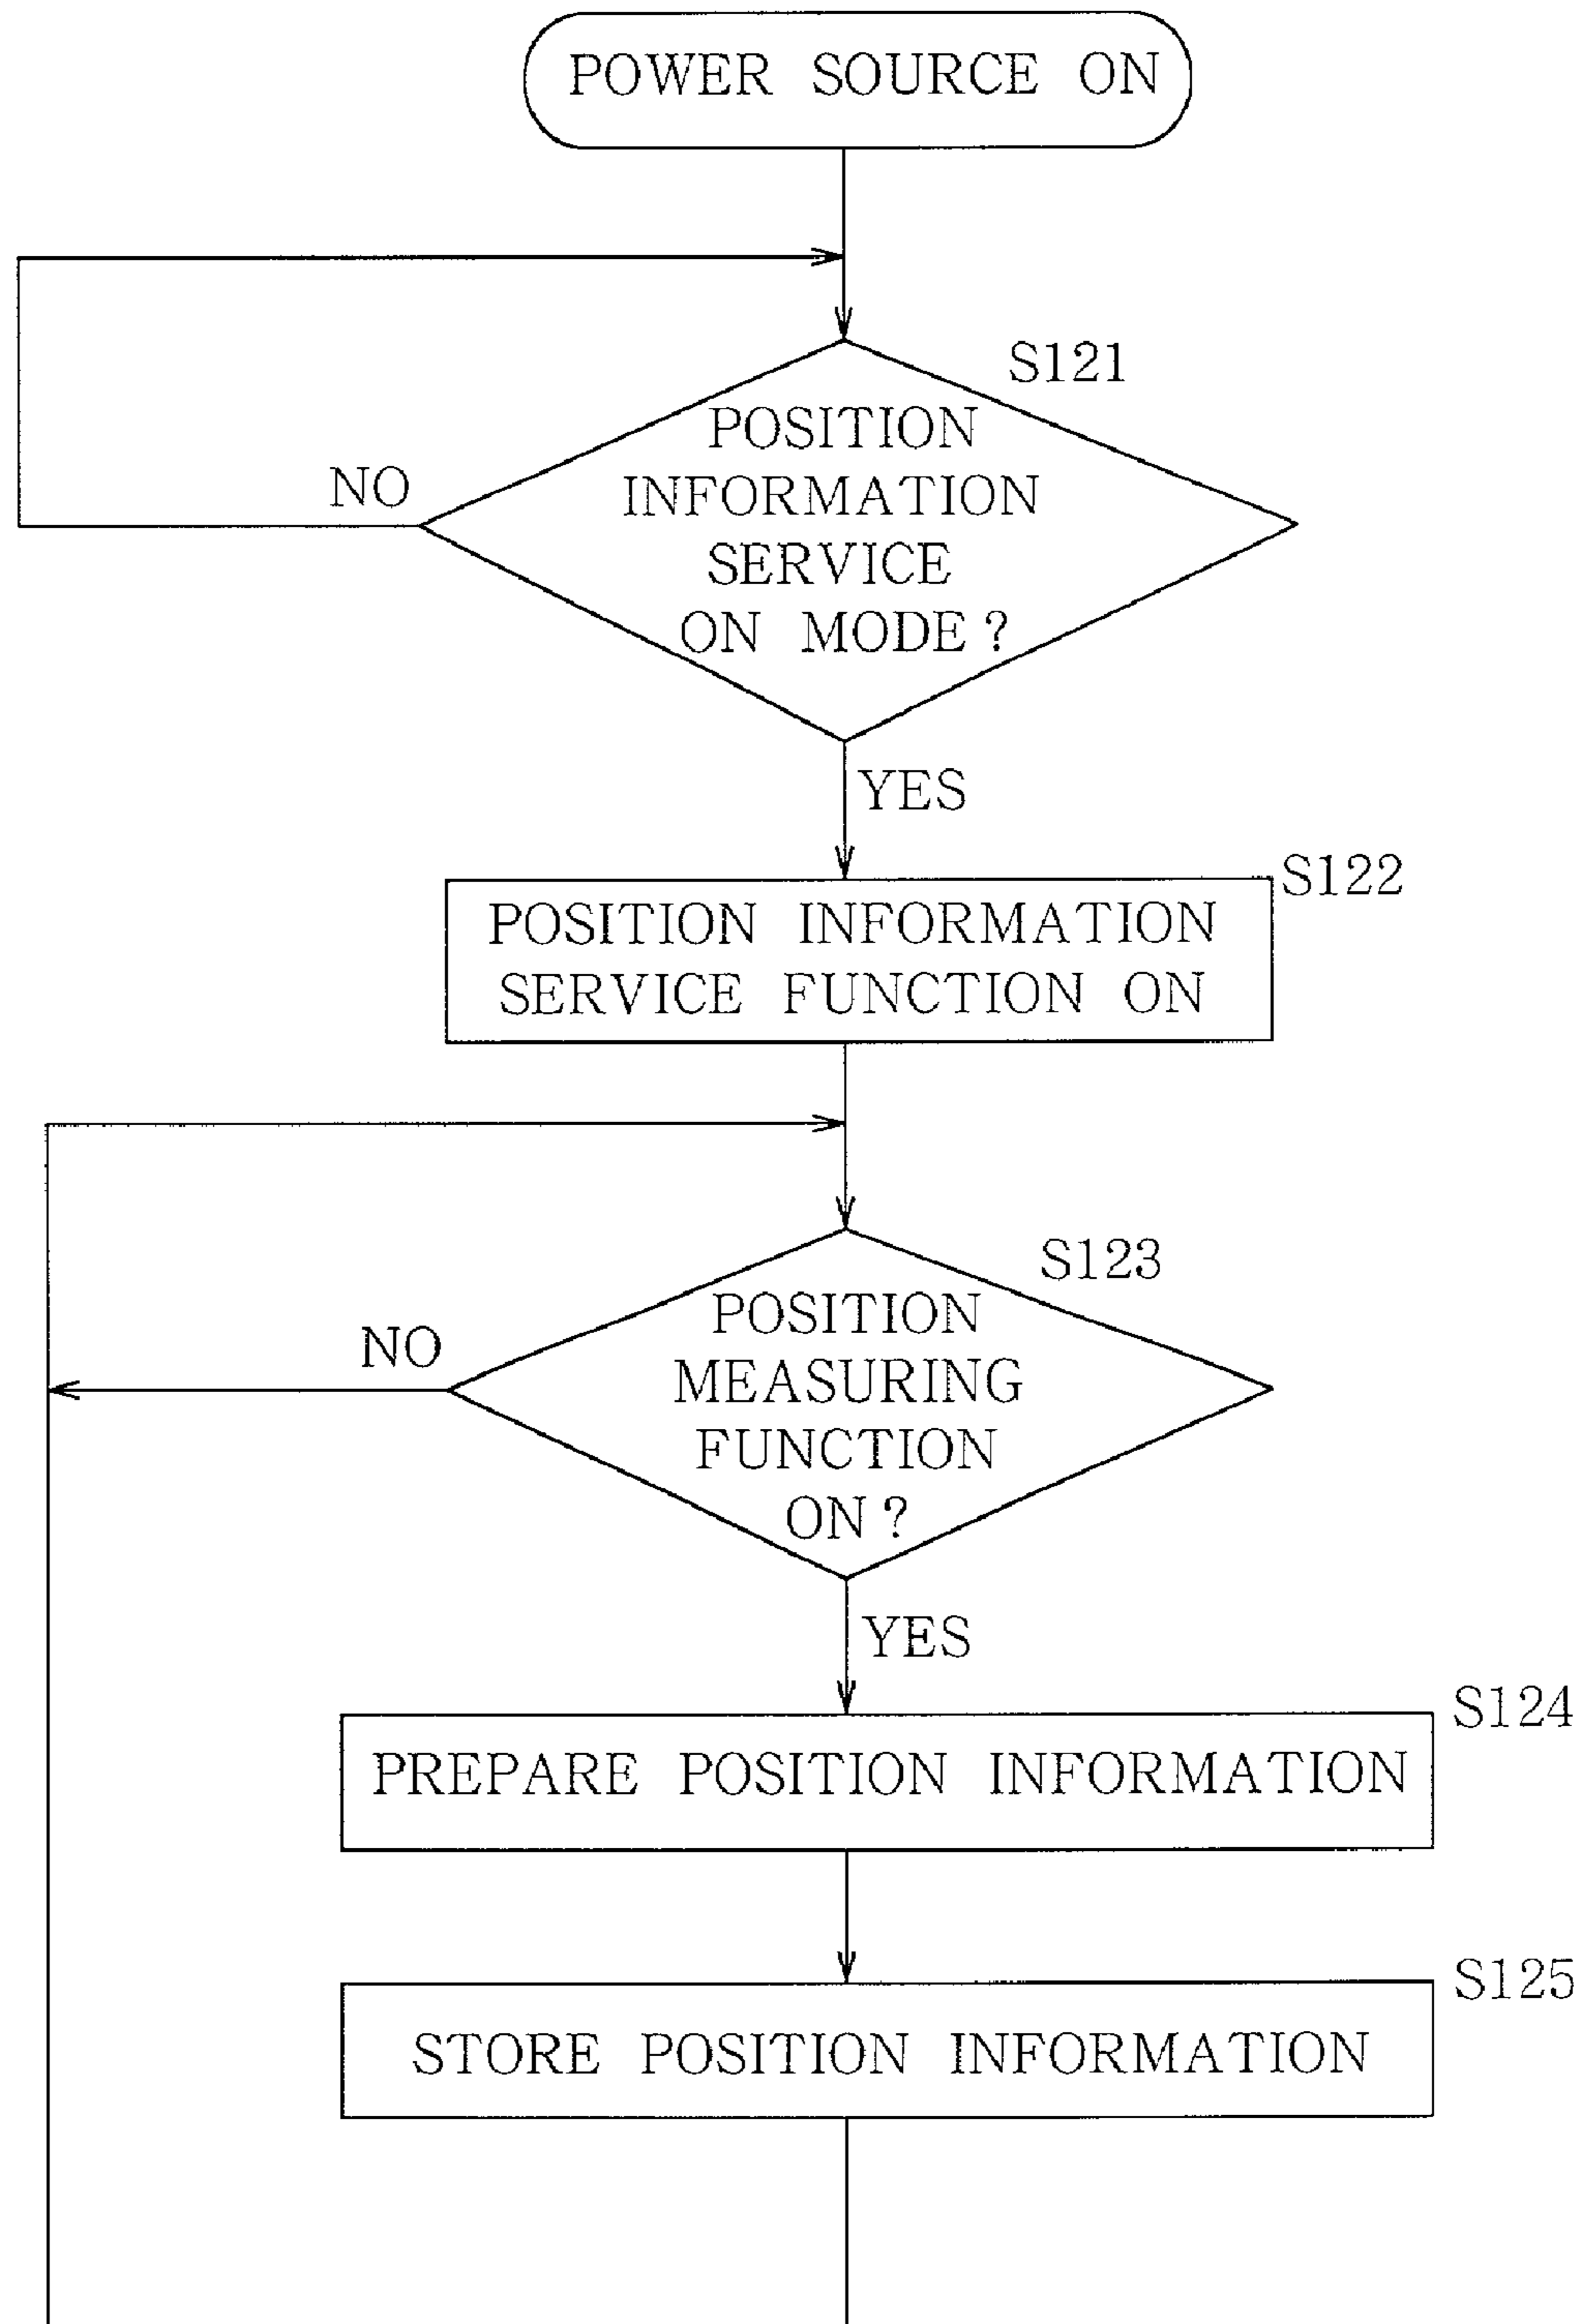 POWER SOURCE ON
S121
POSITION
INFORMATION
SERVICE
ON MODE?
NO
YES
S122
POSITION INFORMATION
SERVICE FUNCTION ON
S123
POSITION
MEASURING
FUNCTION
ON?
NO
YES
S124
PREPARE POSITION INFORMATION
S125
STORE POSITION INFORMATION